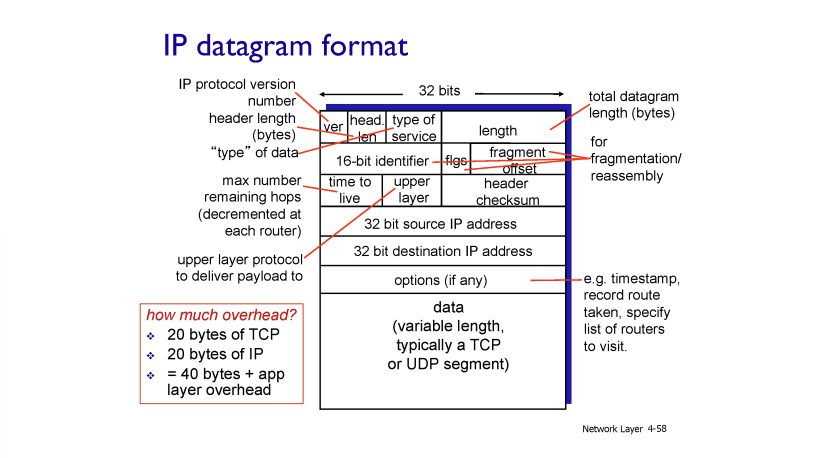 IP datagram format
IP protocol version
number
header length
(bytes)
“type” of data
max number
remaining hops
(decremented at
each router)
upper layer protocol
to deliver payload to
how much overhead?
20 bytes of TCP
20 bytes of IP
= 40 bytes + app
layer overhead
32 bits
ver
head.
len
type of
service
length
16-bit identifier
flgs
fragment
offset
time to
live
upper
layer
header
checksum
32 bit source IP address
32 bit destination IP address
options (if any)
data
(variable length,
typically a TCP
or UDP segment)
total datagram
length (bytes)
for
fragmentation/
reassembly
e.g. timestamp,
record route
taken, specify
list of routers
to visit.
Network Layer 4-58